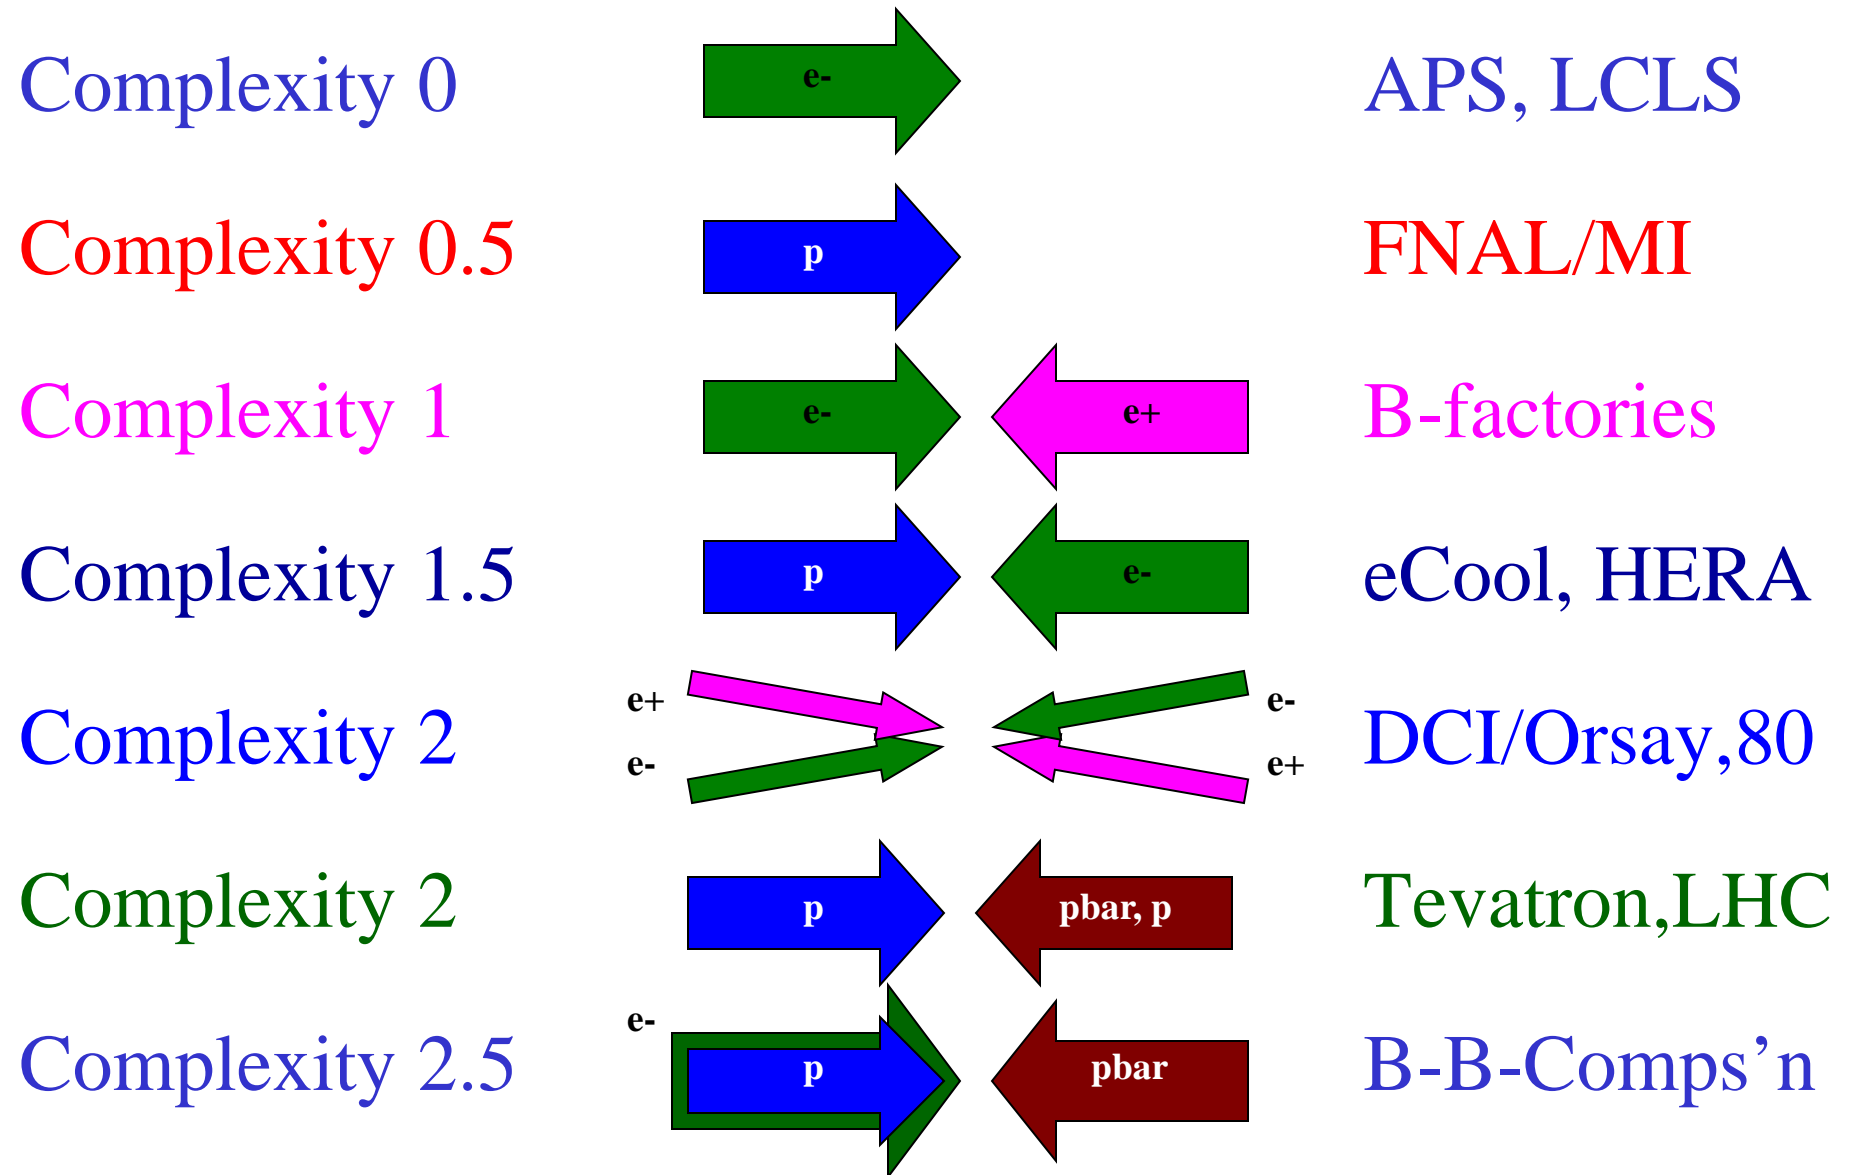 Complexity 0 e- APS, LCLS
Complexity 0.5 p FNAL/MI
Complexity 1 e- e+ B-factories
Complexity 1.5 p e- eCool, HERA
e+ e-
Complexity 2 DCI/Orsay,80
e- e+
Complexity 2 p pbar, p Tevatron,LHC
e-
Complexity 2.5 p pbar B-B-Comps’n